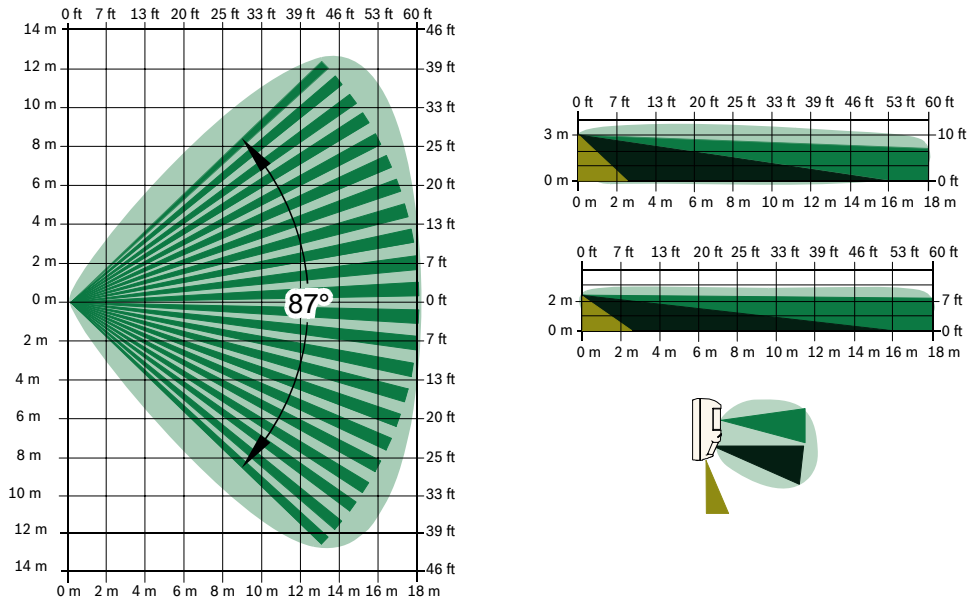 0 ft 7 ft 13 ft 20 ft 25 ft 33 ft 39 ft 46 ft 53 ft 60 ft
14 m 46 ft
12 m 39 ft
10 m 33 ft
8 m 25 ft
6 m 20 ft
4 m 13 ft
2 m 7 ft
0 m 87° 0 ft
2 m 7 ft
4 m 13 ft
6 m 20 ft
8 m 25 ft
10 m 33 ft
12 m 39 ft
14 m 46 ft
0 m 2 m 4 m 6 m 8 m 10 m 12 m 14 m 16 m 18 m
0 ft 7 ft 13 ft 20 ft 25 ft 33 ft 39 ft 46 ft 53 ft 60 ft
3 m 10 ft
0 m 0 ft
0 m 2 m 4 m 6 m 8 m 10 m 12 m 14 m 16 m 18 m
0 ft 7 ft 13 ft 20 ft 25 ft 33 ft 39 ft 46 ft 53 ft 60 ft
2 m 7 ft
0 m 0 ft
0 m 2 m 4 m 6 m 8 m 10 m 12 m 14 m 16 m 18 m